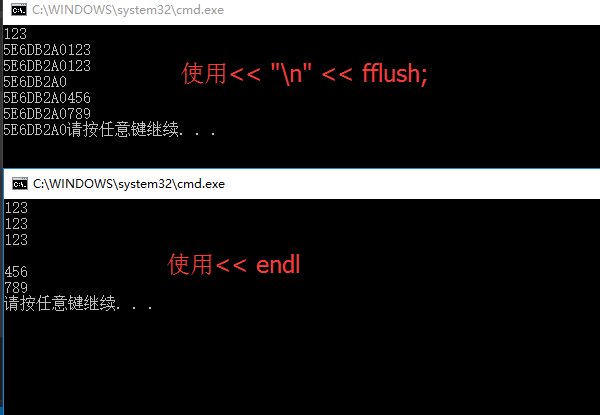 C:\WINDOWS\system32\cmd.exe
123
5E6DB2A0123
5E6DB2A0123
5E6DB2A0
5E6DB2A0456
5E6DB2A0789
5E6DB2A0请按任意键继续. . .
使用<< "\n" << fflush;
C:\WINDOWS\system32\cmd.exe
123
123
123
456
789
请按任意键继续. . .
使用<< endl